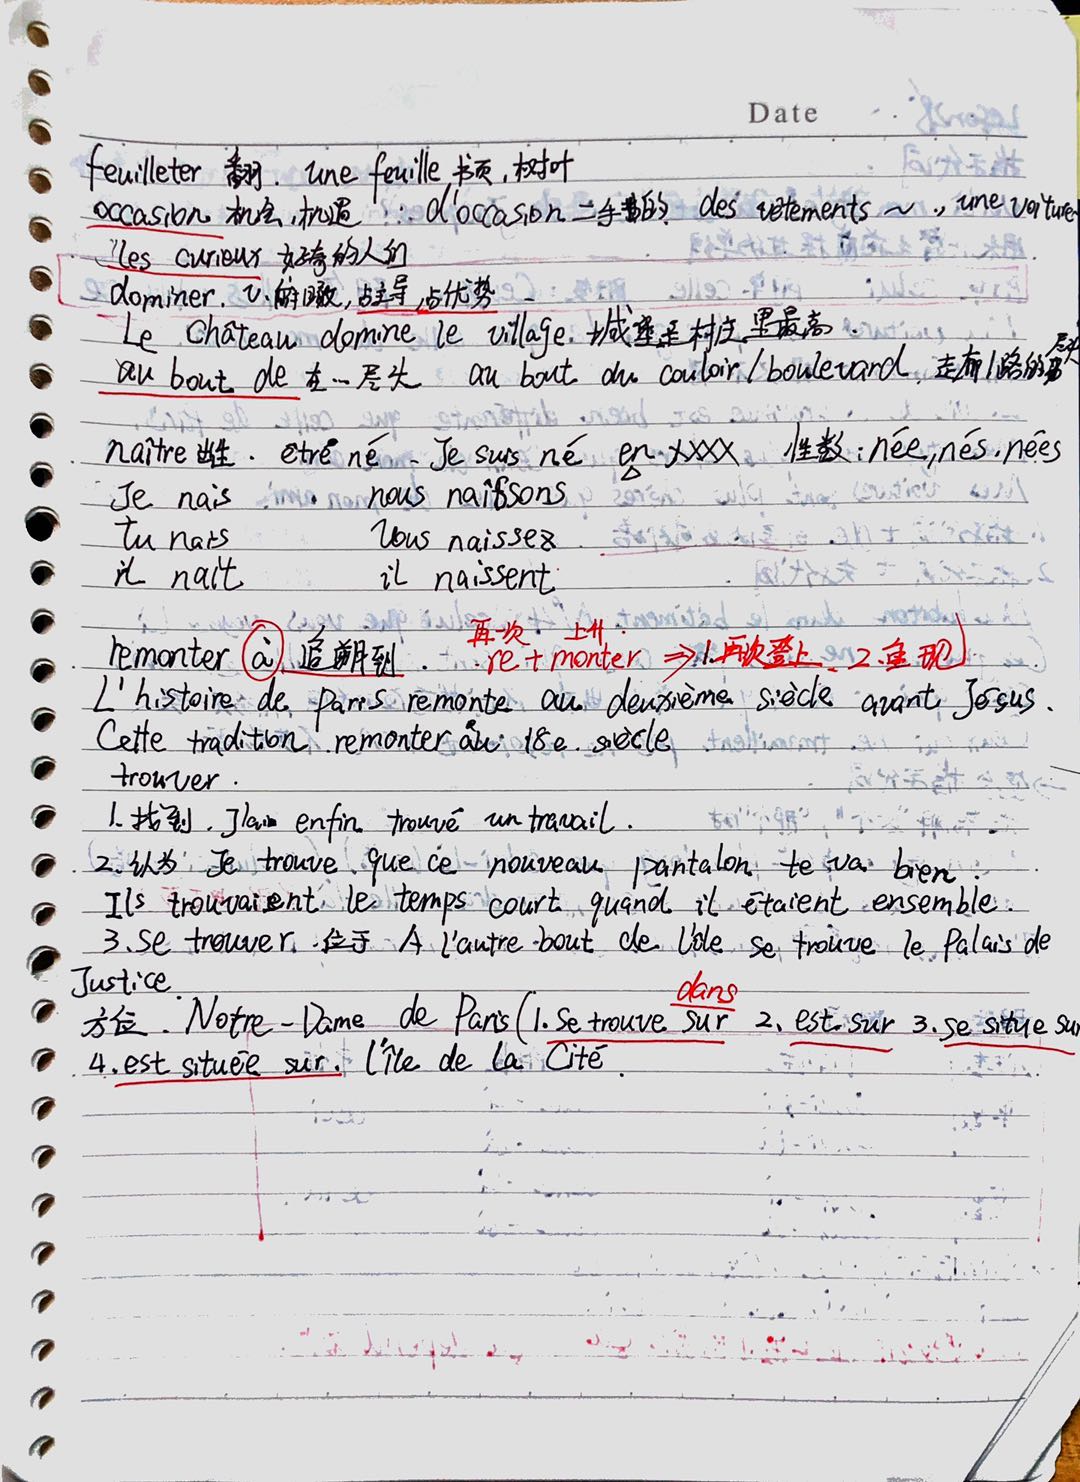 Date
feuilleter 翻. une feuille 书页, 树叶
occasion 机会, 机遇 d'occasion 二手的. des vêtements ~ , une voiture
les curieux 好奇的人们
dominer. v. 俯瞰, 占主导, 占优势
Le Château domine le village. 城堡是村庄里最高
au bout de 在…尽头 au bout du couloir/boulevard. 走廊/路的尽头
naître 出生. être né - Je suis né en XXXX 性数: née, nés, nées
Je nais nous naissons
tu nais Vous naissez
il naît il naissent
再次 上升
remonter à 追溯到. re + monter ⇒ 1.再次登上 2.重现
L'histoire de Paris remonte au deuxième siècle avant Jésus.
Cette tradition remonter au 18e siècle
trouver.
1. 找到. J'ai enfin trouvé un travail.
2. 认为 Je trouve que ce nouveau pantalon te va bien.
Ils trouvaient le temps court quand il étaient ensemble.
3. se trouver 位于 A l'autre bout de l'île se trouve le Palais de
Justice
dans
方位. Notre-Dame de Paris (1. se trouve sur 2. est sur 3. se situe sur
4. est située sur. l'île de la Cité